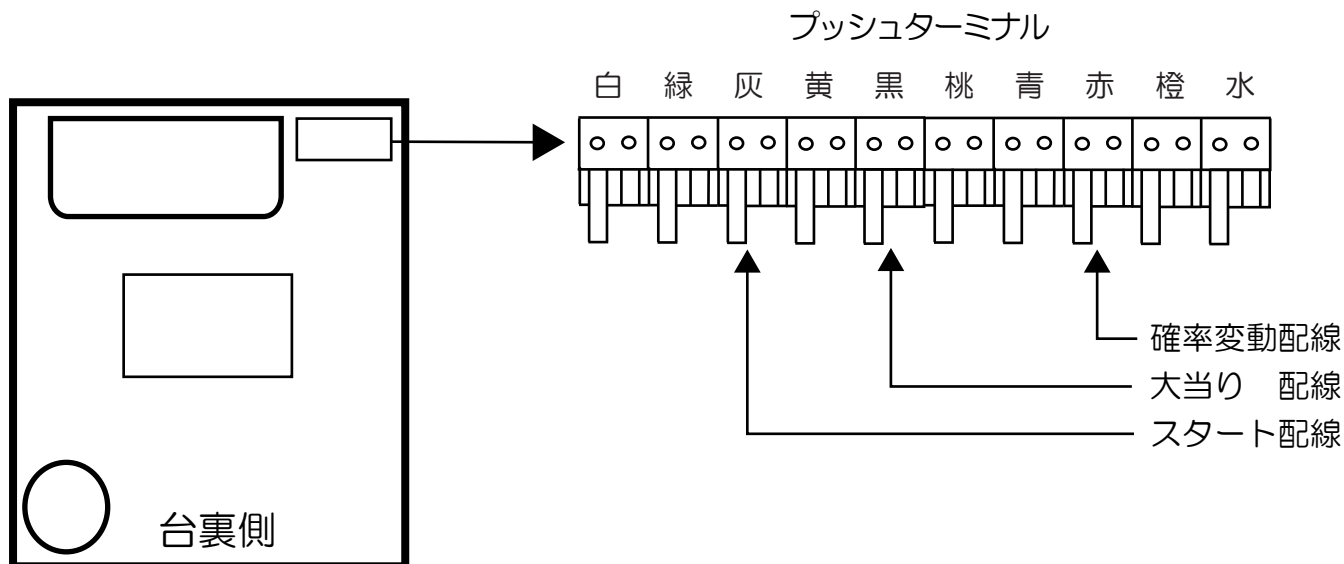 プッシュターミナル
白 緑 灰 黄 黒 桃 青 赤 橙 水
確率変動配線
大当り　配線
スタート配線
台裏側